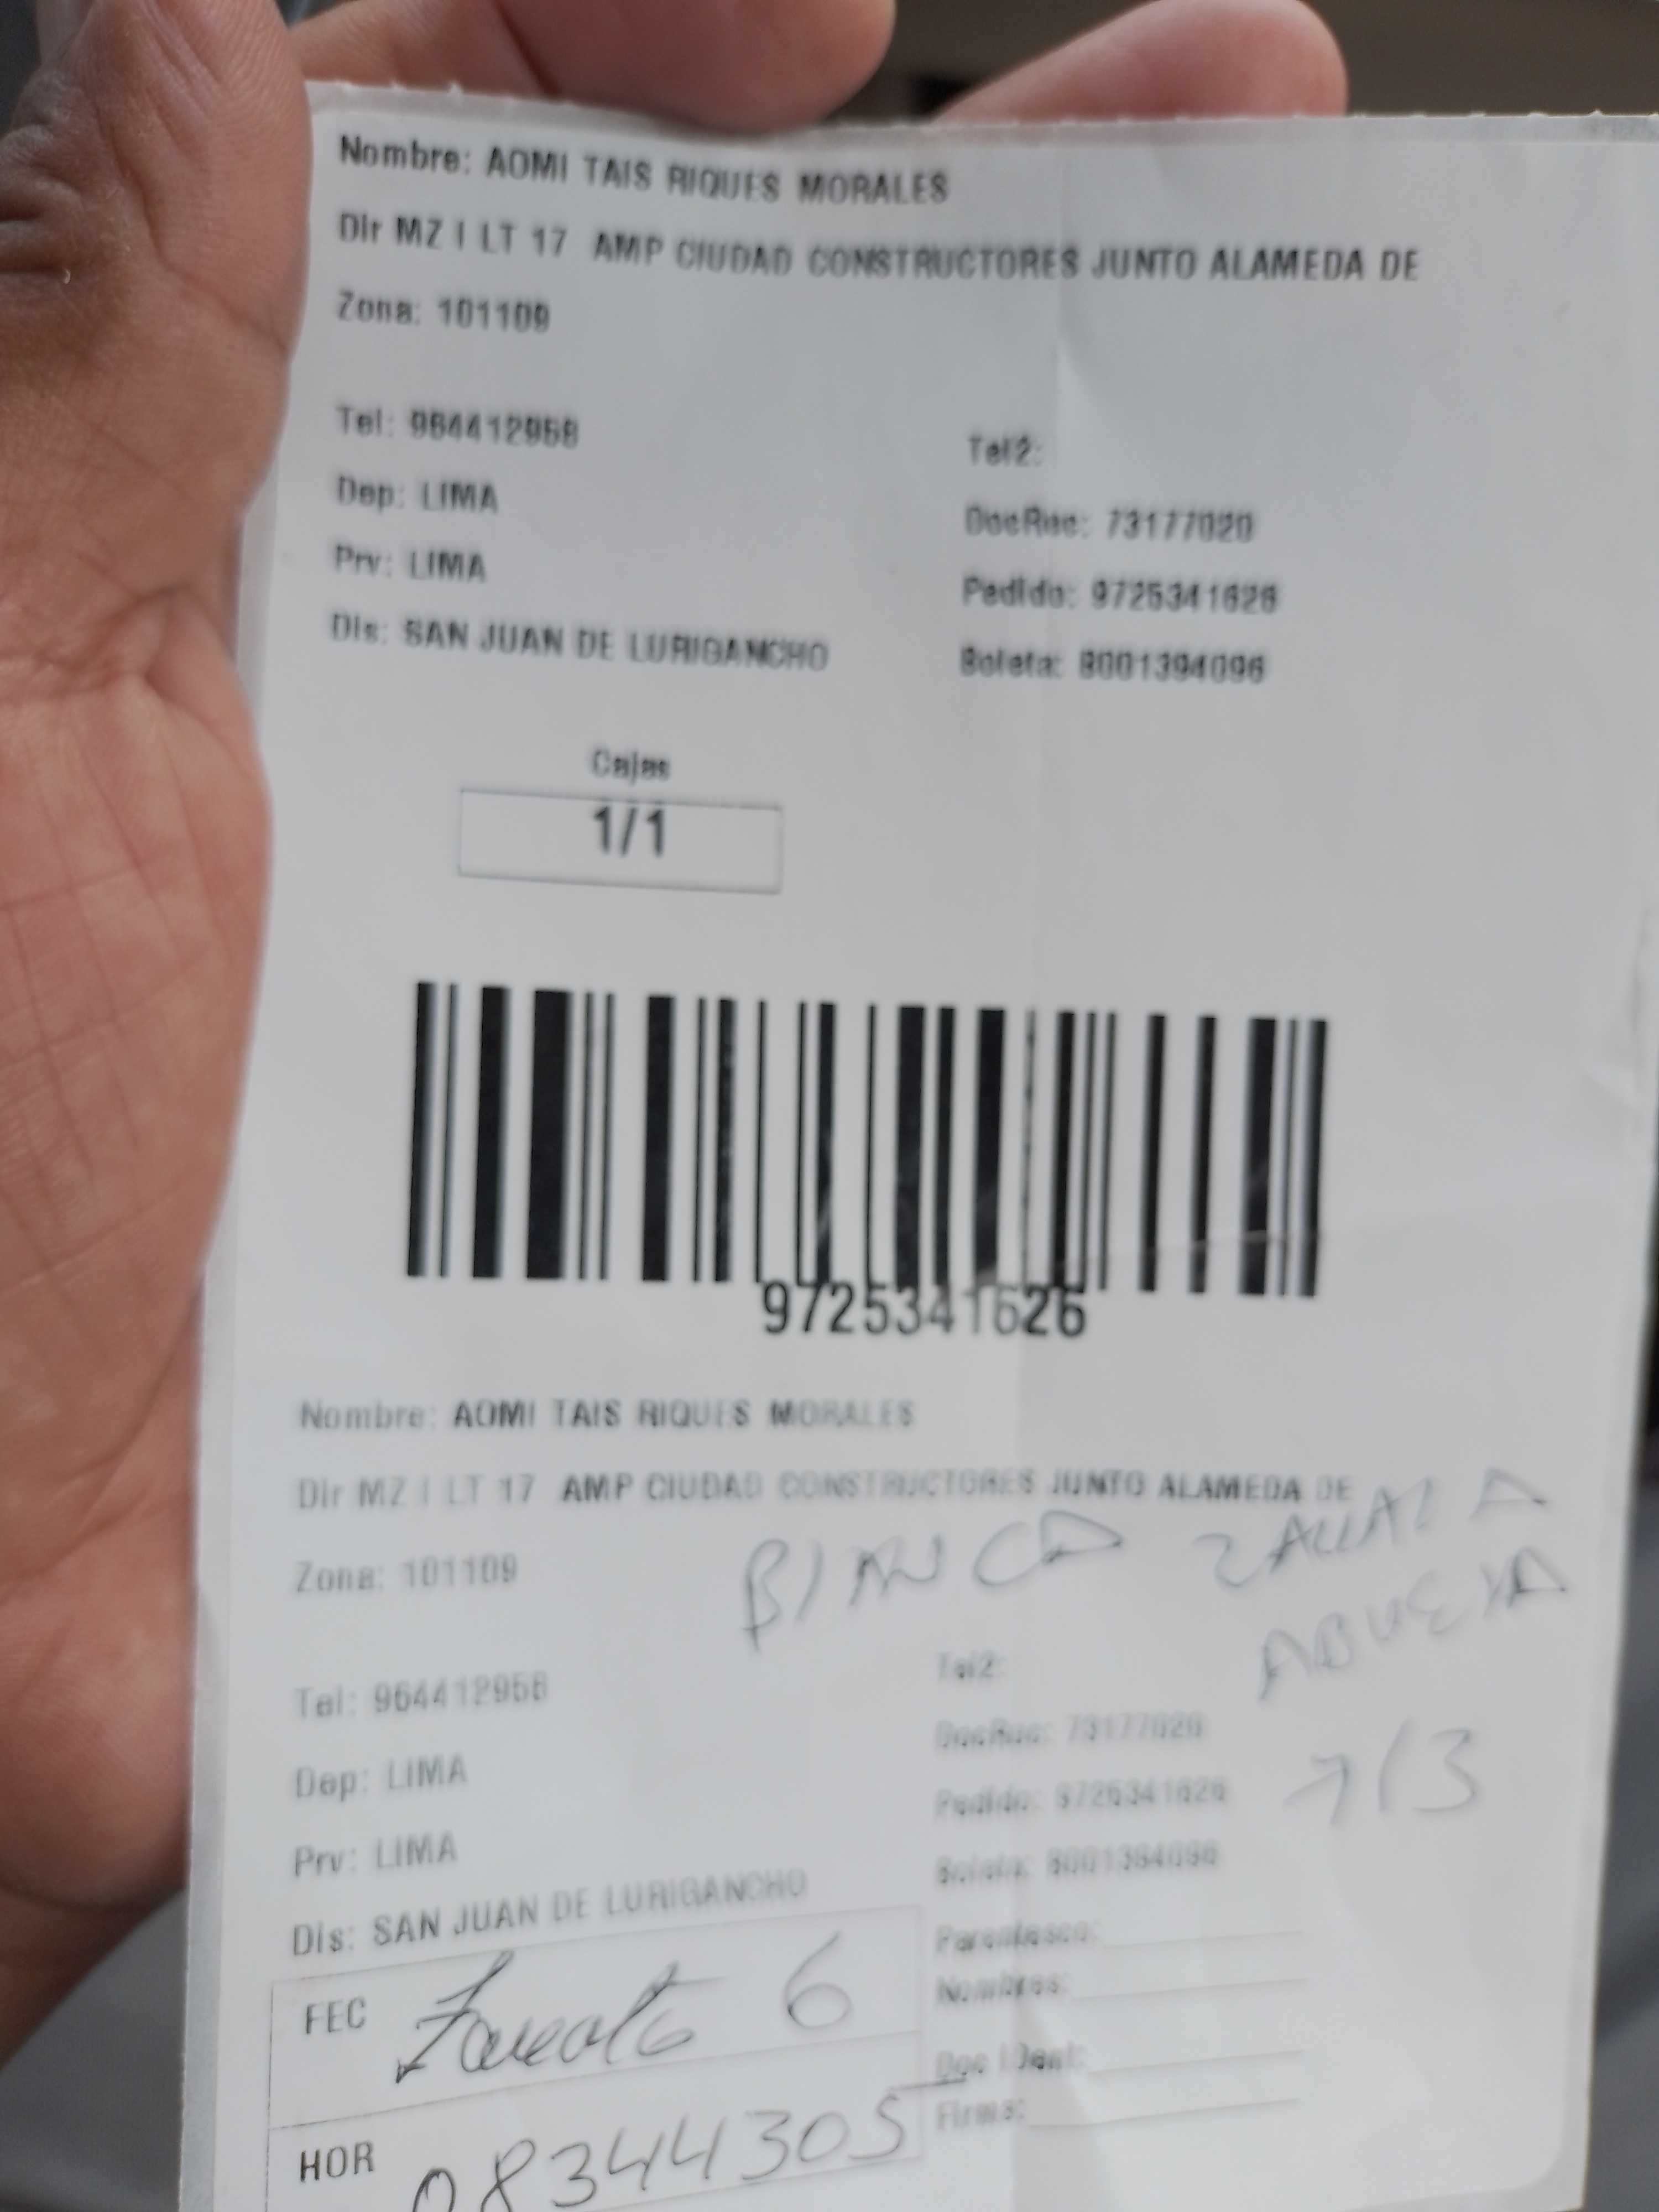 Nombre: AOMI TAIS RIQUES MORALES
Dir MZ I LT 17 AMP CIUDAD CONSTRUCTORES JUNTO ALAMEDA DE
Zona: 101109
Tel: 964412958
Tel2:
Dep: LIMA
DocRuc: 73177020
Prv: LIMA
Pedido: 9725341626
Dis: SAN JUAN DE LURIGANCHO
Boleta: 8001394096
Cajas
1/1
9725341626
Nombre: AOMI TAIS RIQUES MORALES
Dir MZ I LT 17 AMP CIUDAD CONSTRUCTORES JUNTO ALAMEDA DE
BIANCA
Zona: 101109
ABUELA
Tel: 964412958
Tel2:
DocRuc: 73177020
7/3
Dep: LIMA
Pedido: 9725341626
Prv: LIMA
Boleta: 8001394096
Dis: SAN JUAN DE LURIGANCHO
Parentesco:
Nombres:
FEC 6
Doc IDent:
Firma:
HOR 08344305